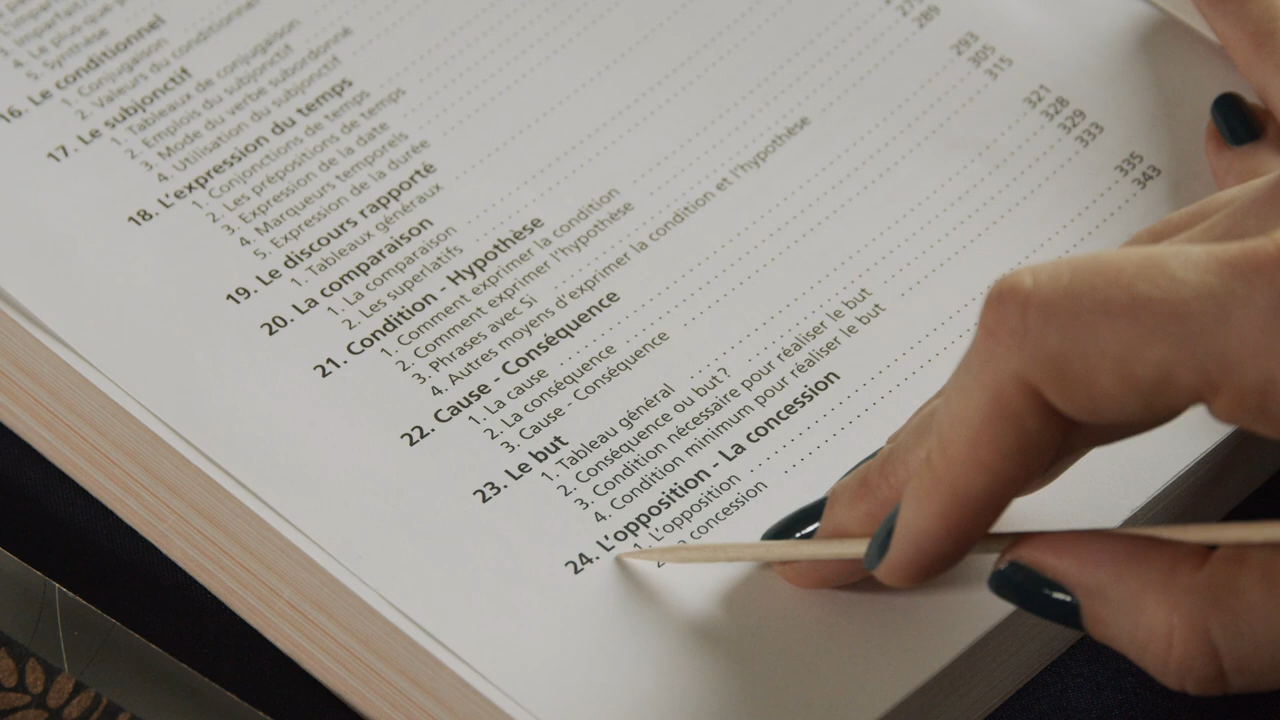 4. Le plus-que-p
5. Synthèse
16. Le conditionnel
1. Conjugaison
2. Valeurs du conditionnel
17. Le subjonctif
1. Tableaux de conjugaison
2. Emplois du subjonctif
3. Mode du verbe subordonné
4. Utilisation du subjonctif
18. L'expression du temps
1. Conjonctions de temps
2. Les prépositions de temps
3. Expression de la date
4. Marqueurs temporels
5. Expression de la durée
19. Le discours rapporté
1. Tableaux généraux
289
20. La comparaison
1. La comparaison
2. Les superlatifs
21. Condition - Hypothèse
1. Comment exprimer la condition
2. Comment exprimer l'hypothèse
3. Phrases avec Si
4. Autres moyens d'exprimer la condition et l'hypothèse
293
305
315
22. Cause - Conséquence
1. La cause
2. La conséquence
3. Cause - Conséquence
321
328
329
333
23. Le but
1. Tableau général
2. Conséquence ou but ?
3. Condition nécessaire pour réaliser le but
4. Condition minimum pour réaliser le but
335
343
24. L'opposition - La concession
1. L'opposition
concession